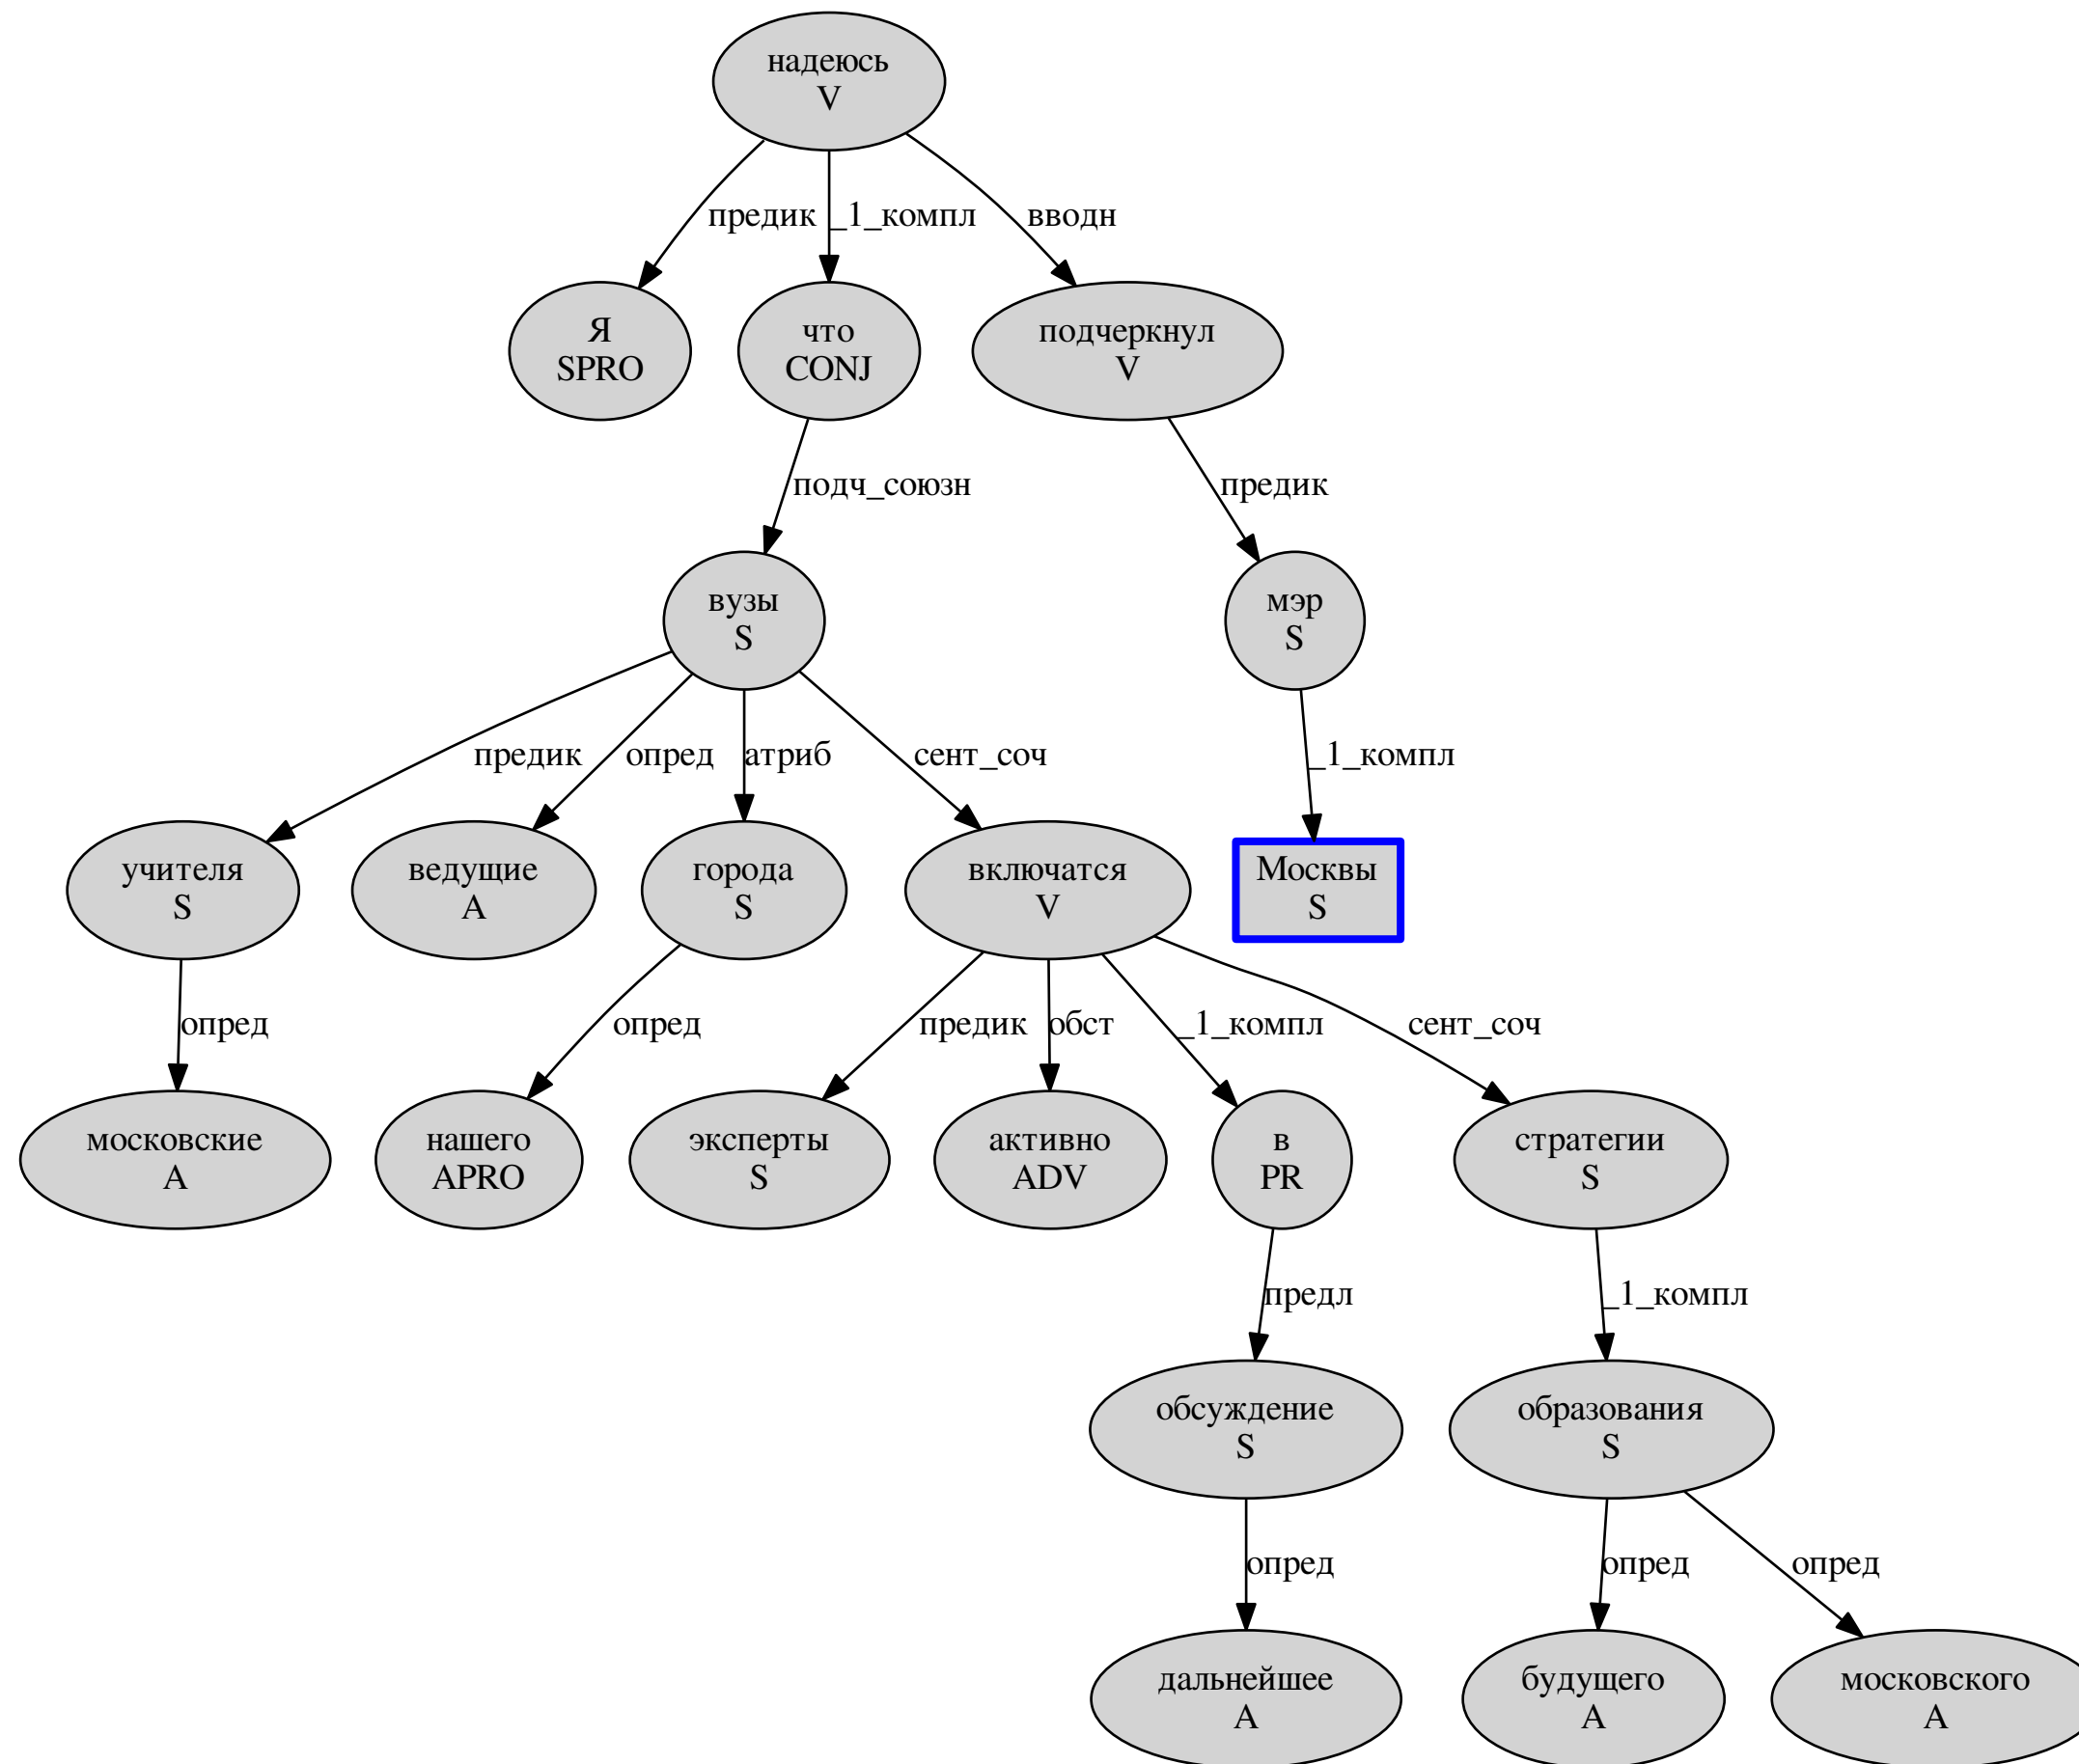 надеюсь
V
предик
_1_компл
вводн
Я
SPRO
что
CONJ
подчеркнул
V
подч_союзн
предик
вузы
S
мэр
S
предик
опред
атриб
сент_соч
_1_компл
учителя
S
ведущие
A
города
S
включатся
V
Москвы
S
опред
опред
предик
обст
_1_компл
сент_соч
московские
A
нашего
APRO
эксперты
S
активно
ADV
в
PR
стратегии
S
предл
_1_компл
обсуждение
S
образования
S
опред
опред
опред
дальнейшее
A
будущего
A
московского
A